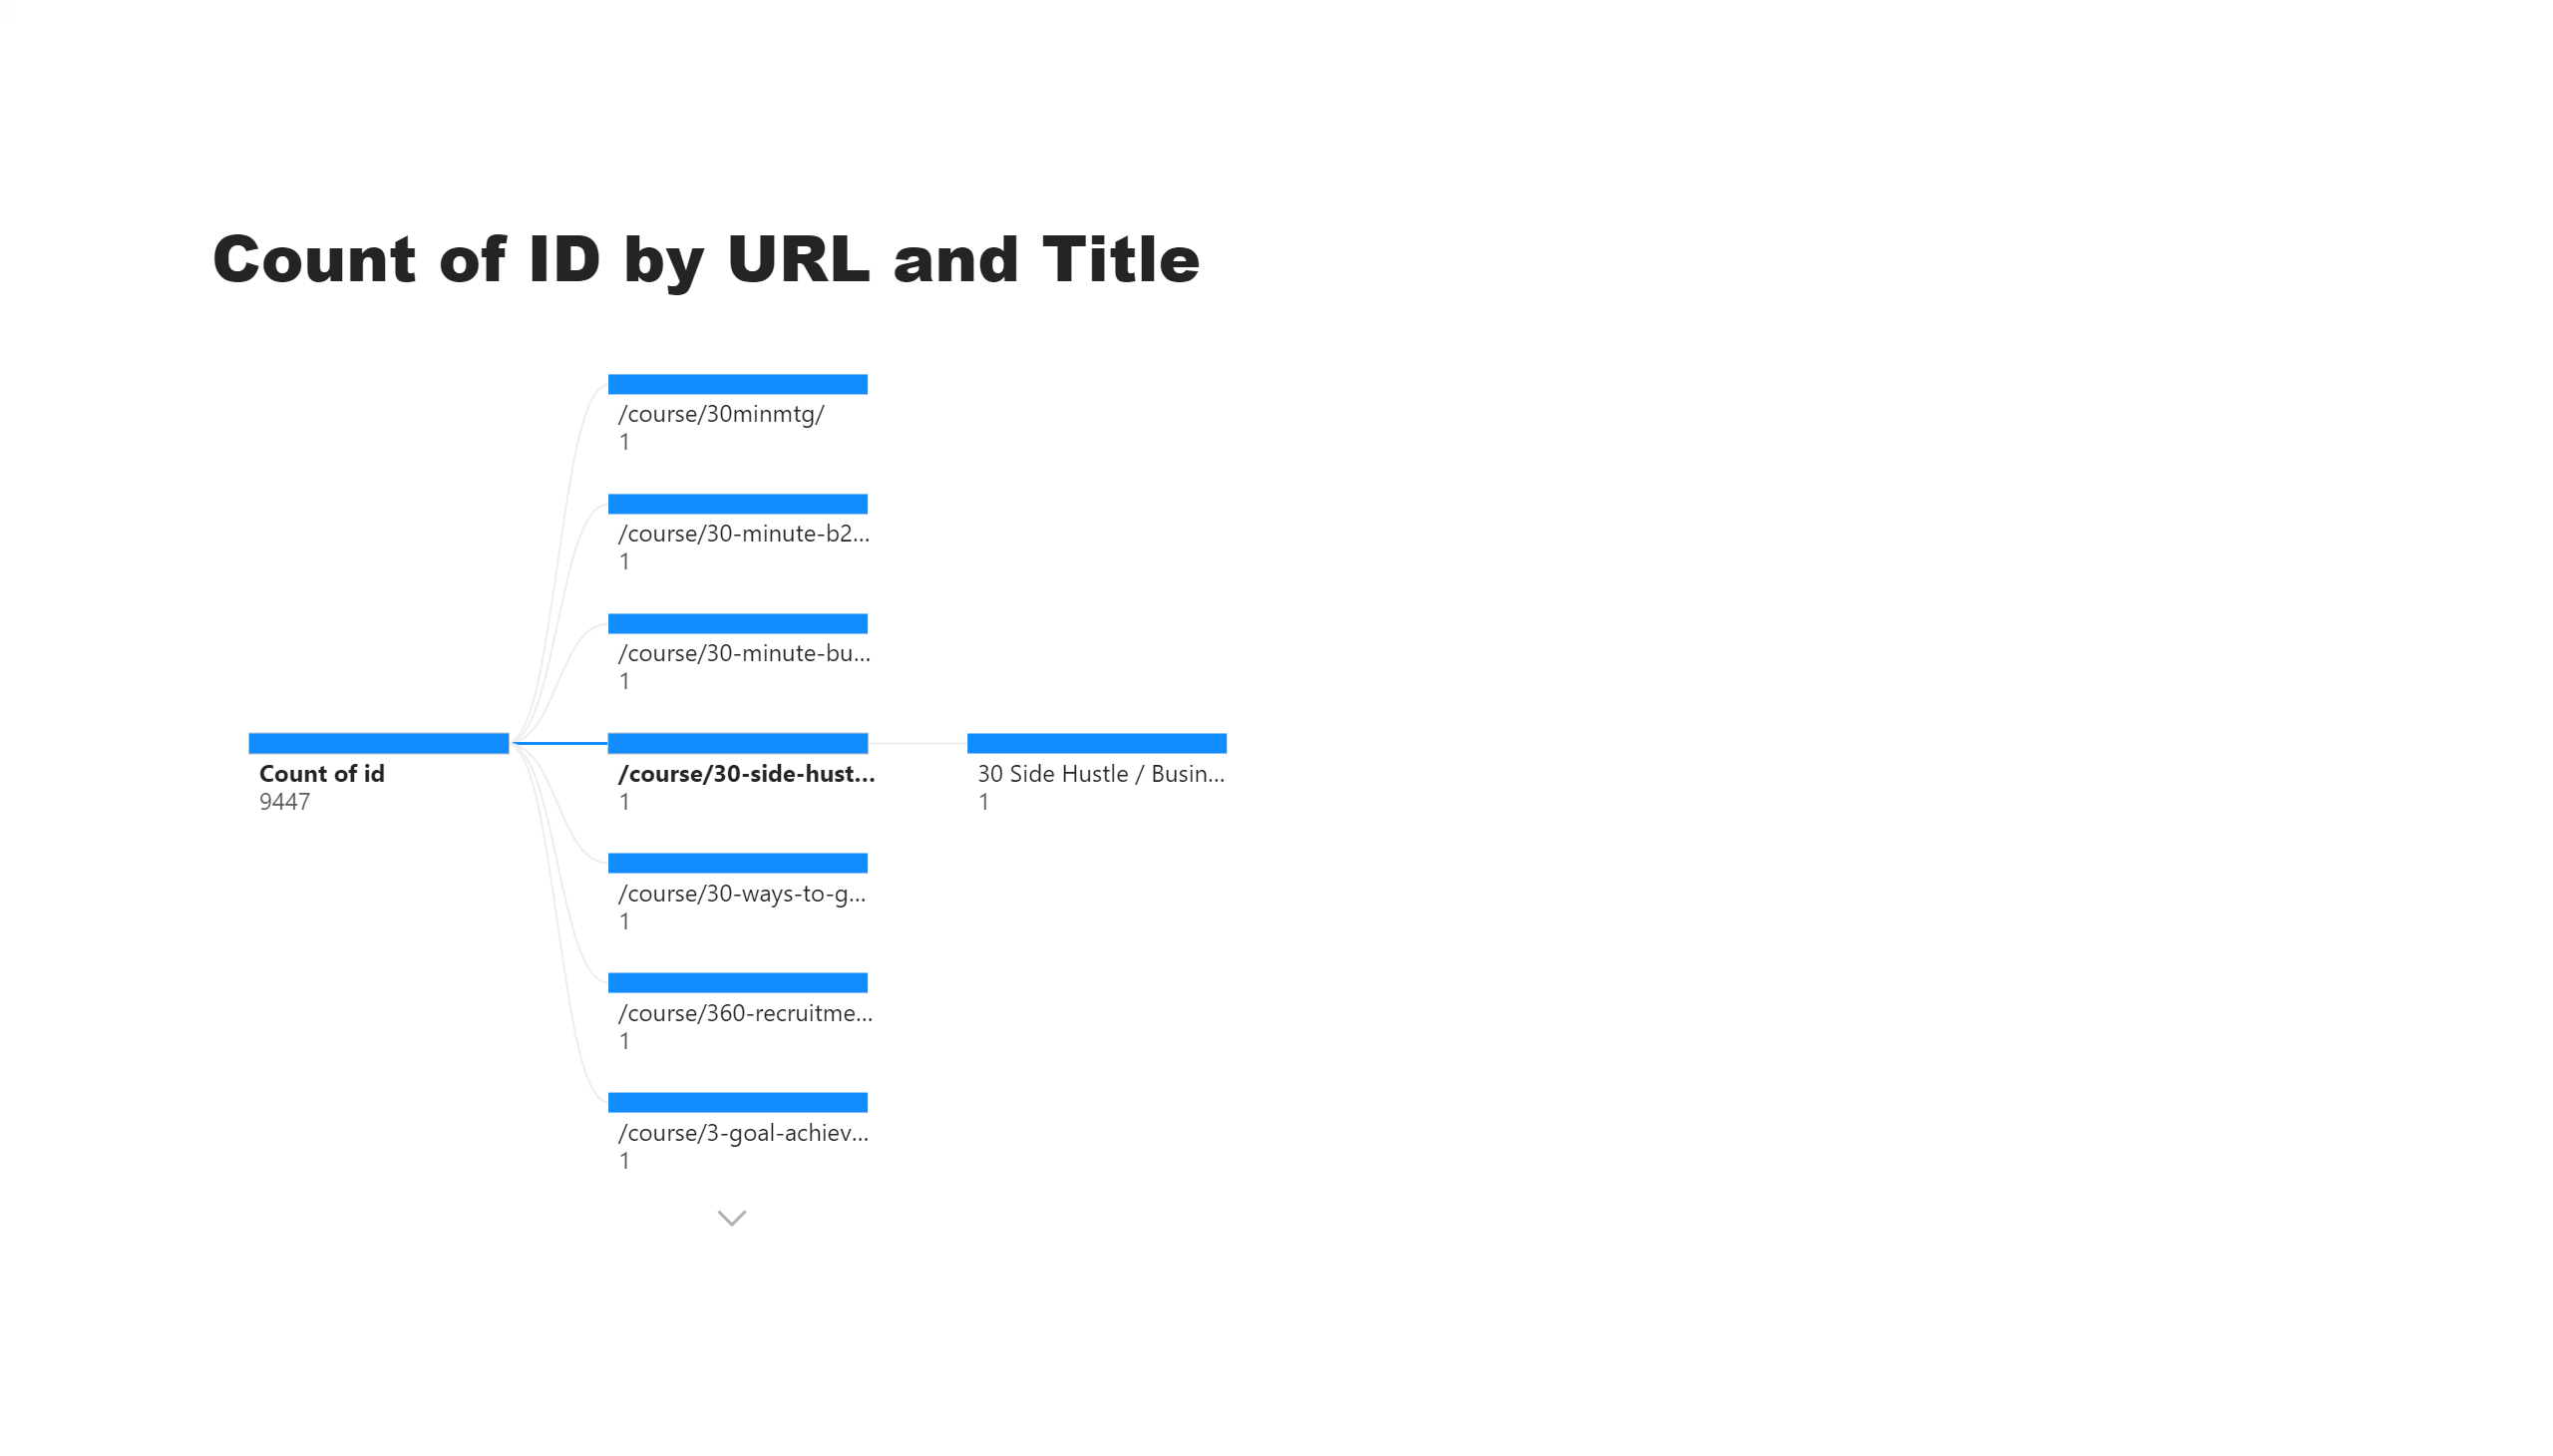 Count of ID by URL and Title
/course/30minmtg/
1
/course/30-minute-b2...
1
/course/30-minute-bu...
1
Count of id
9447
/course/30-side-hust...
1
30 Side Hustle / Busin...
1
/course/30-ways-to-g...
1
/course/360-recruitme...
1
/course/3-goal-achiev...
1